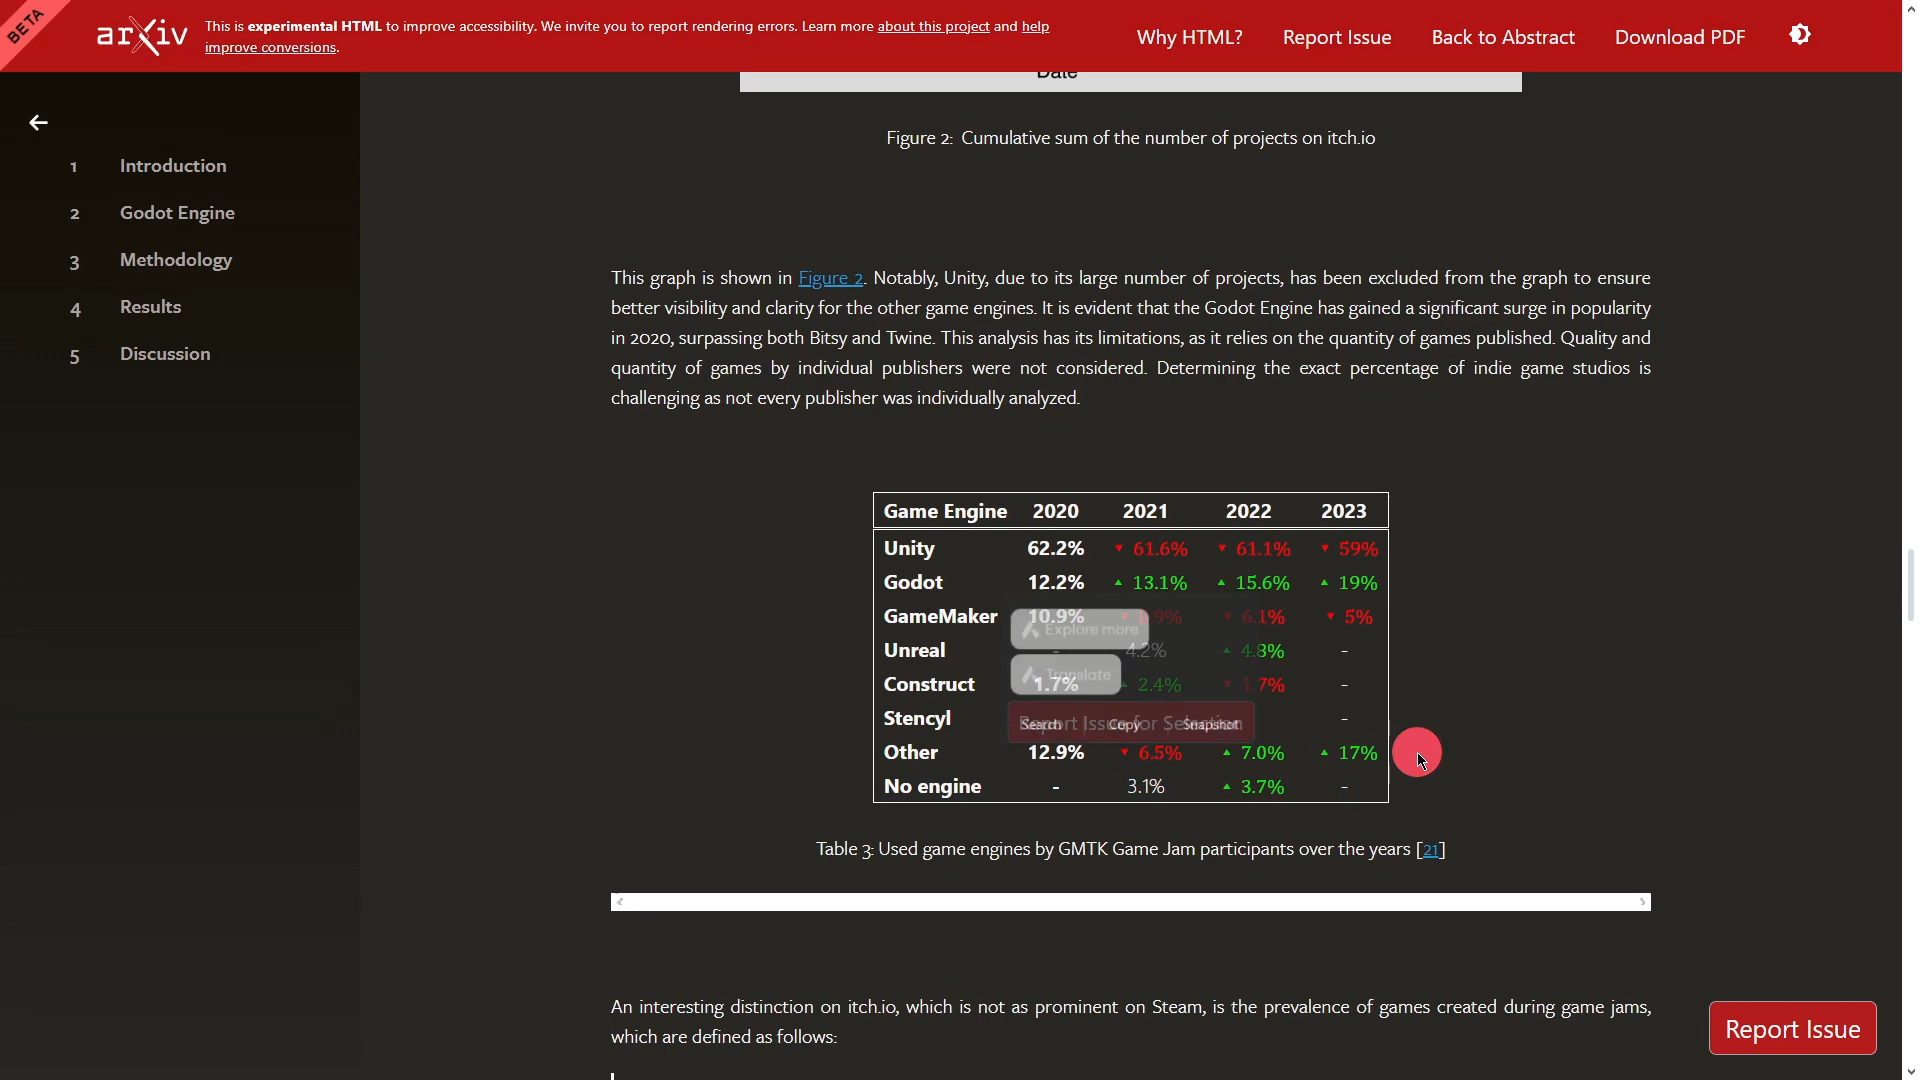 BETA
arXiv
This is experimental HTML to improve accessibility. We invite you to report rendering errors. Learn more about this project and help
improve conversions.
Why HTML?
Report Issue
Back to Abstract
Download PDF
1 Introduction
2 Godot Engine
3 Methodology
4 Results
5 Discussion
Date
Figure 2: Cumulative sum of the number of projects on itch.io
This graph is shown in Figure 2. Notably, Unity, due to its large number of projects, has been excluded from the graph to ensure
better visibility and clarity for the other game engines. It is evident that the Godot Engine has gained a significant surge in popularity
in 2020, surpassing both Bitsy and Twine. This analysis has its limitations, as it relies on the quantity of games published. Quality and
quantity of games by individual publishers were not considered. Determining the exact percentage of indie game studios is
challenging as not every publisher was individually analyzed.
Game Engine 2020 2021 2022 2023
Unity 62.2% ▼ 61.6% ▼ 61.1% ▼ 59%
Godot 12.2% ▲ 13.1% ▲ 15.6% ▲ 19%
GameMaker 10.9% ▼ ▼ 6.1% ▼ 5%
Explore more
Unreal - 4.2% ▲ 4.8% -
Translate
Construct 1.7% ▲ 2.4% ▼ 1.7% -
Stencyl -
Report Issue for Selection
Search Copy Snapshot
Other 12.9% ▼ 6.5% ▲ 7.0% ▲ 17%
No engine - 3.1% ▲ 3.7% -
Table 3: Used game engines by GMTK Game Jam participants over the years [21]
An interesting distinction on itch.io, which is not as prominent on Steam, is the prevalence of games created during game jams,
which are defined as follows:
Report Issue